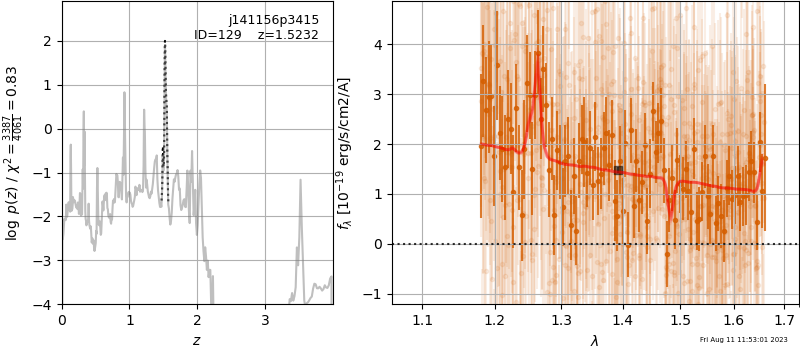 j141156p3415
ID=129 z=1.5232
log p(z) / χ² = 3387/4061 = 0.83
2
1
0
−1
−2
−3
−4
0 1 2 3
z
f_λ [10⁻¹⁹ erg/s/cm2/A]
4
3
2
1
0
−1
1.1 1.2 1.3 1.4 1.5 1.6 1.7
λ
Fri Aug 11 11:53:01 2023